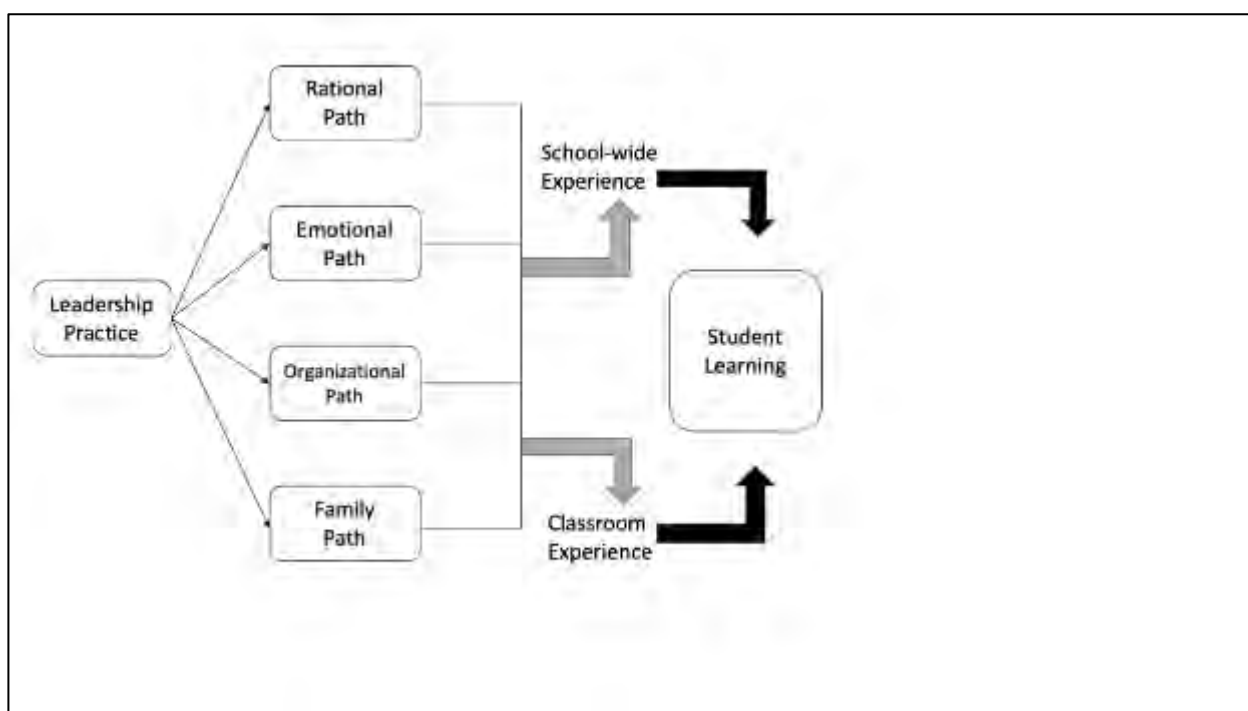 Rational
Path
School-wide
Experience
Emotional
Path
Leadership
Practice
Student
Learning
Organizational
Path
Family
Path
Classroom
Experience